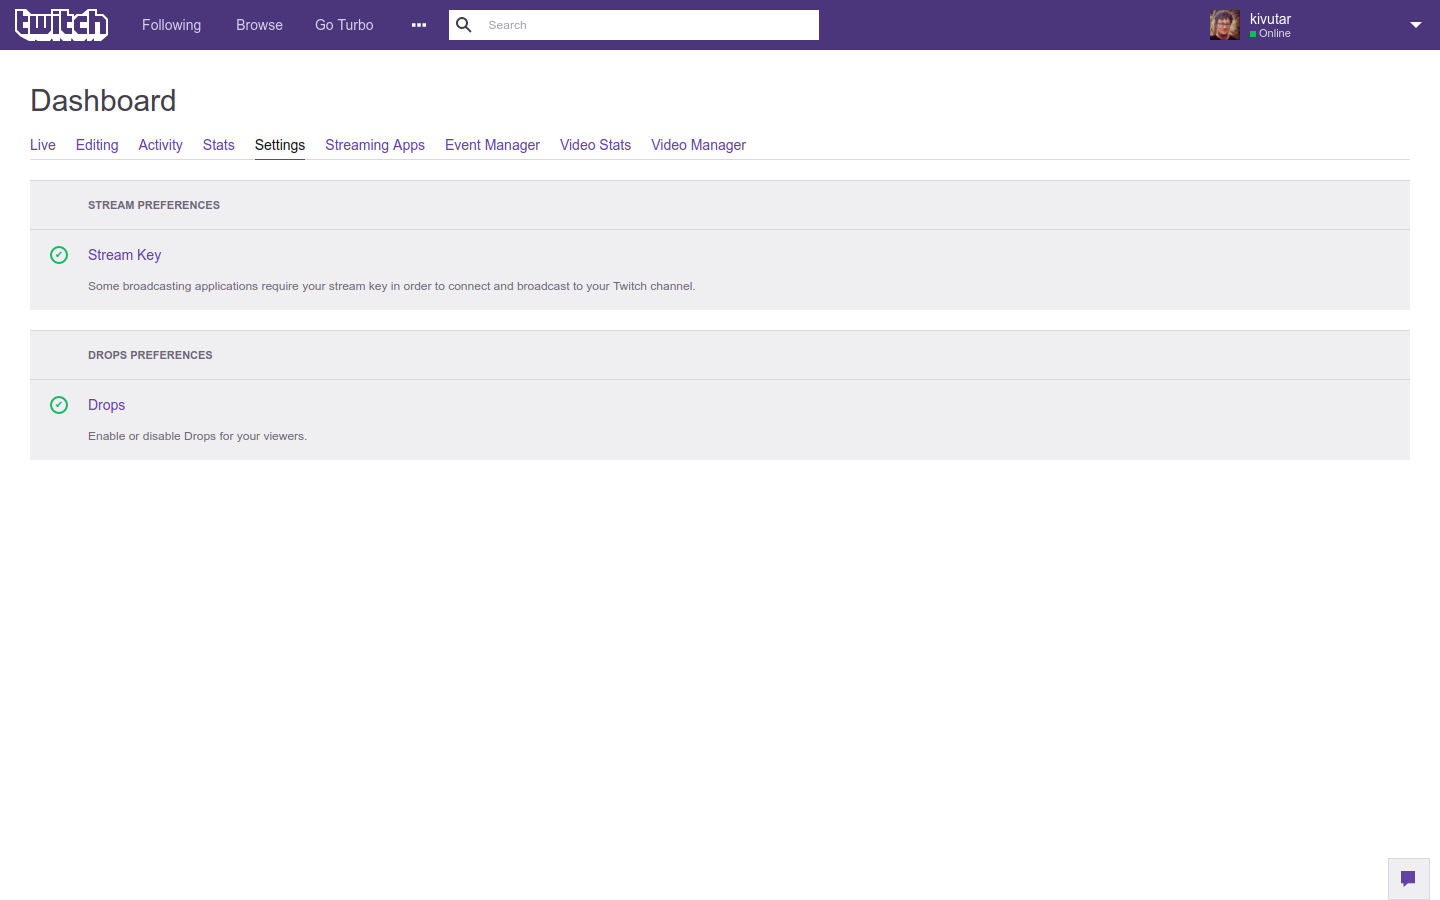 twitch Following Browse Go Turbo Search kivutar
Online
Dashboard
Live Editing Activity Stats Settings Streaming Apps Event Manager Video Stats Video Manager
STREAM PREFERENCES
Stream Key
Some broadcasting applications require your stream key in order to connect and broadcast to your Twitch channel.
DROPS PREFERENCES
Drops
Enable or disable Drops for your viewers.